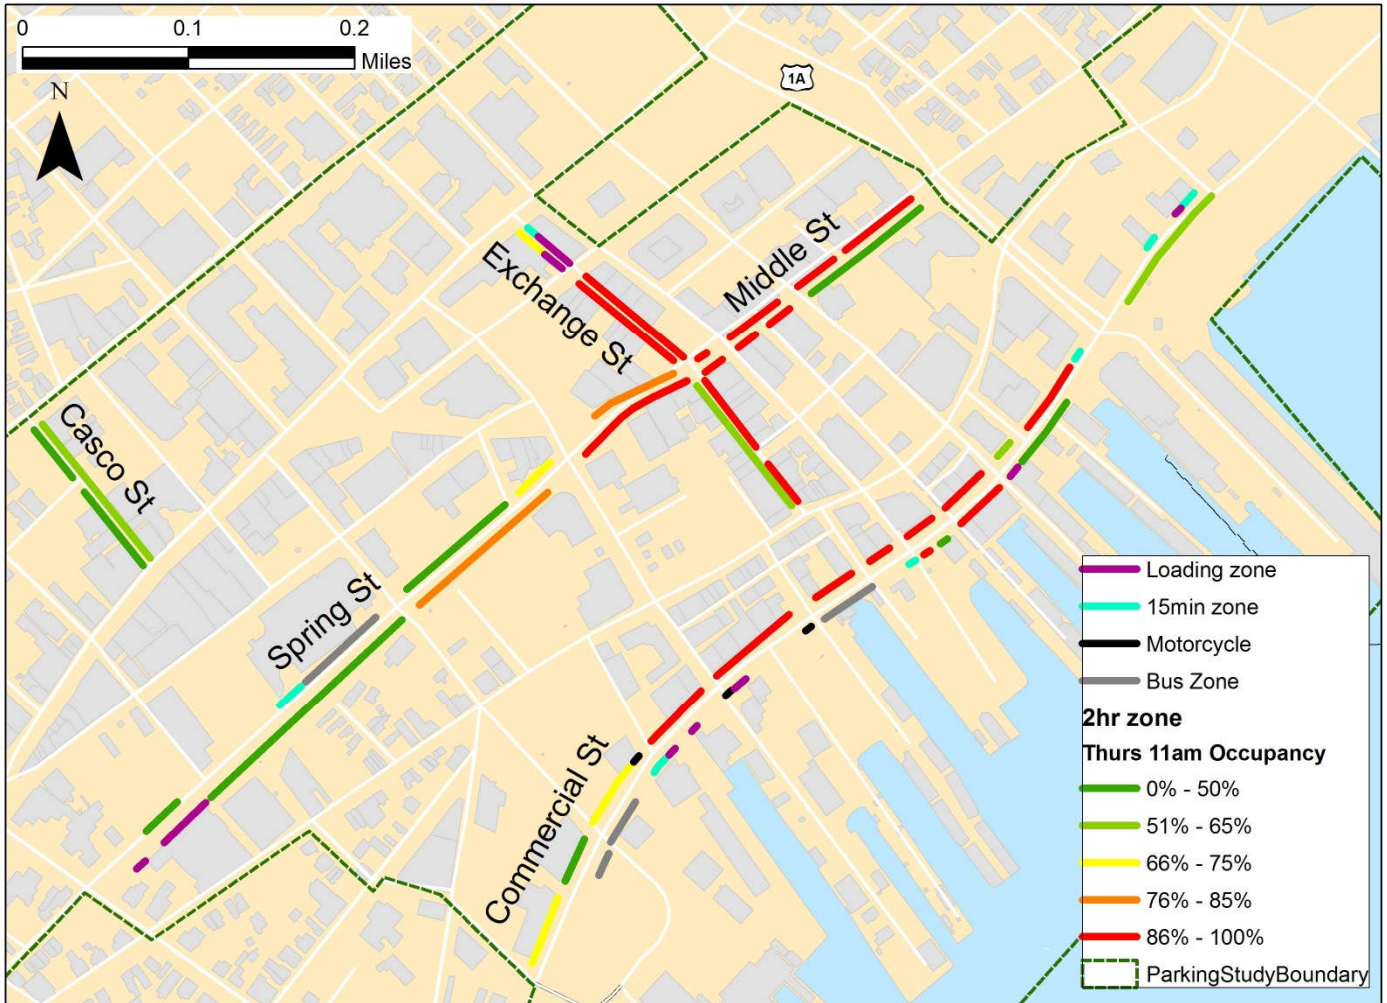 0 0.1 0.2
Miles
N
1A
Middle St
Exchange St
Casco St
Spring St
Commercial St
Loading zone
15min zone
Motorcycle
Bus Zone
2hr zone
Thurs 11am Occupancy
0% - 50%
51% - 65%
66% - 75%
76% - 85%
86% - 100%
ParkingStudyBoundary